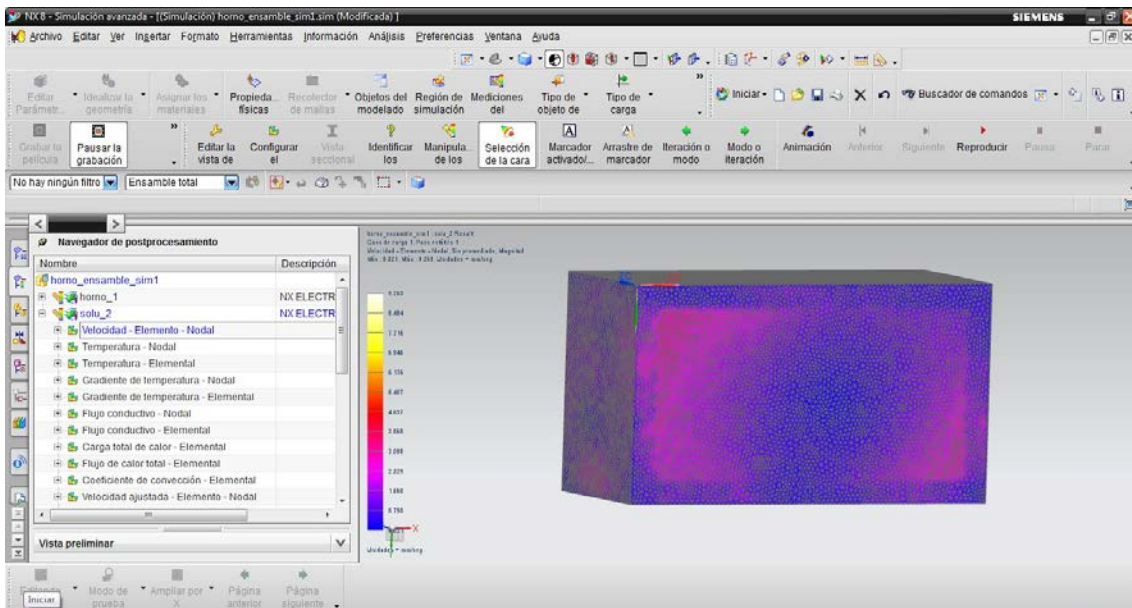 NX 8 - Simulación avanzada - [(Simulación) horno_ensamble_sim1.sim (Modificada) ]
SIEMENS
Archivo Editar Ver Insertar Formato Herramientas Información Análisis Preferencias Ventana Ayuda
Editar Parámetr...
Idealizar la geometría
Asignar los materiales
Propieda... físicas
Recolector de mallas
Objetos del modelado
Región de simulación
Mediciones del
Tipo de objeto de
Tipo de carga
Iniciar
Buscador de comandos
Grabar la película
Pausar la grabación
Editar la vista de
Configurar el
Vista seccional
Identificar los
Manipula... de los
Selección de la cara
Marcador activado/...
Arrastre de marcador
Iteración o modo
Modo o iteración
Animación
Anterior
Siguiente
Reproducir
Pausa
Parar
No hay ningún filtro
Ensamble total
Navegador de postprocesamiento
Nombre Descripción
horno_ensamble_sim1
horno_1 NX ELECTR
solu_2 NX ELECTR
Velocidad - Elemento - Nodal
Temperatura - Nodal
Temperatura - Elemental
Gradiente de temperatura - Nodal
Gradiente de temperatura - Elemental
Flujo conductivo - Nodal
Flujo conductivo - Elemental
Carga total de calor - Elemental
Flujo de calor total - Elemental
Coeficiente de convección - Elemental
Velocidad ajustada - Elemento - Nodal
Vista preliminar
horno_ensamble_sim1 : solu_2 Result
X
Modo de prueba
Ampliar por X
Página anterior
Página siguiente
Iniciar